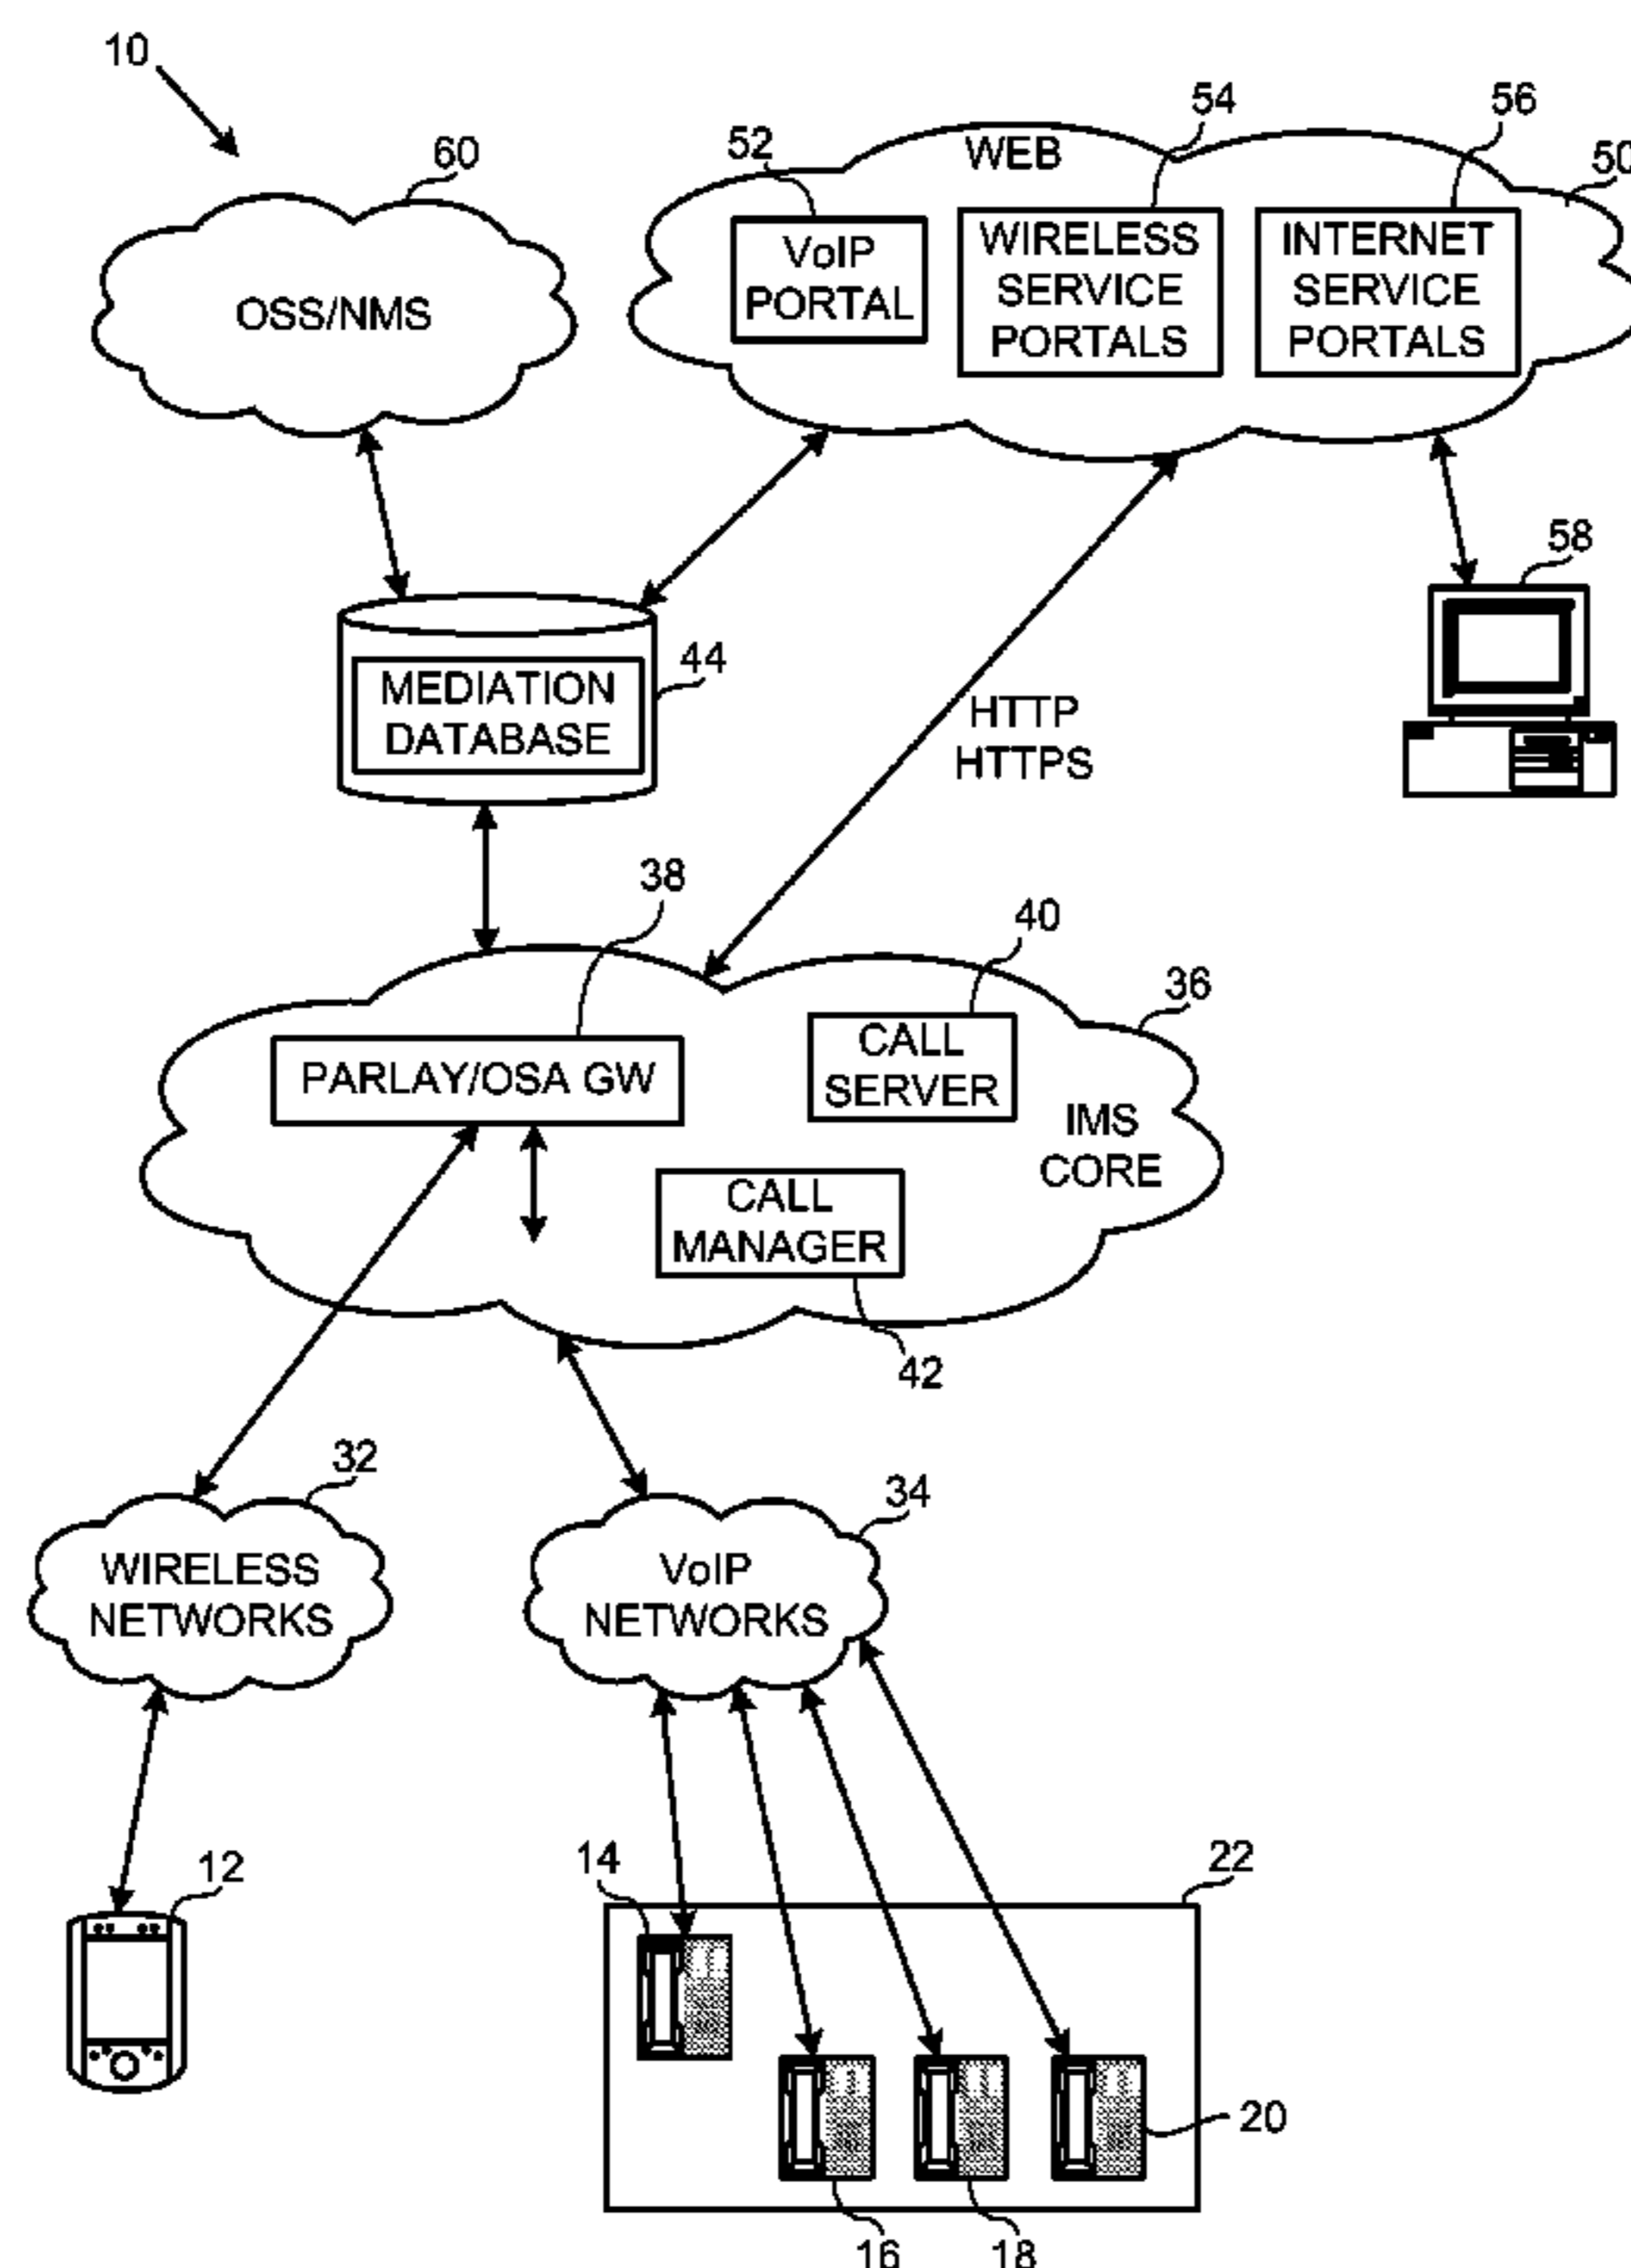 10
60
52
WEB
54
56
50
OSS/NMS
VoIP
PORTAL
WIRELESS
SERVICE
PORTALS
INTERNET
SERVICE
PORTALS
58
MEDIATION
DATABASE
44
HTTP
HTTPS
38
40
36
PARLAY/OSA GW
CALL
SERVER
IMS
CORE
CALL
MANAGER
42
32
34
WIRELESS
NETWORKS
VoIP
NETWORKS
12
14
22
20
16
18